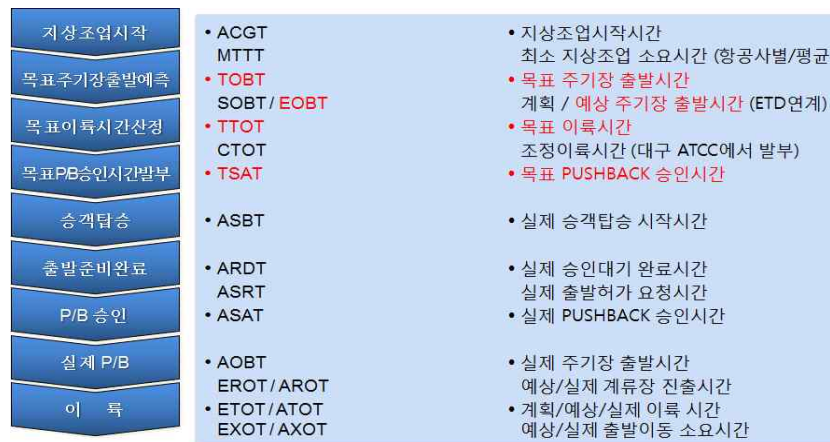 지상조업시작
• ACGT • 지상조업시작시간
MTTT 최소 지상조업 소요시간 (항공사별/평균
목표주기장출발예측
• TOBT • 목표 주기장 출발시간
SOBT / EOBT 계획 / 예상 주기장 출발시간 (ETD연계)
목표이륙시간산정
• TTOT • 목표 이륙시간
CTOT 조정이륙시간 (대구 ATCC에서 발부)
목표P/B승인시간발부
• TSAT • 목표 PUSHBACK 승인시간
승객탑승
• ASBT • 실제 승객탑승 시작시간
출발준비완료
• ARDT • 실제 승인대기 완료시간
ASRT 실제 출발허가 요청시간
P/B 승인
• ASAT • 실제 PUSHBACK 승인시간
실제 P/B
• AOBT • 실제 주기장 출발시간
EROT / AROT 예상/실제 계류장 진출시간
이 륙
• ETOT / ATOT • 계획/예상/실제 이륙 시간
EXOT / AXOT 예상/실제 출발이동 소요시간